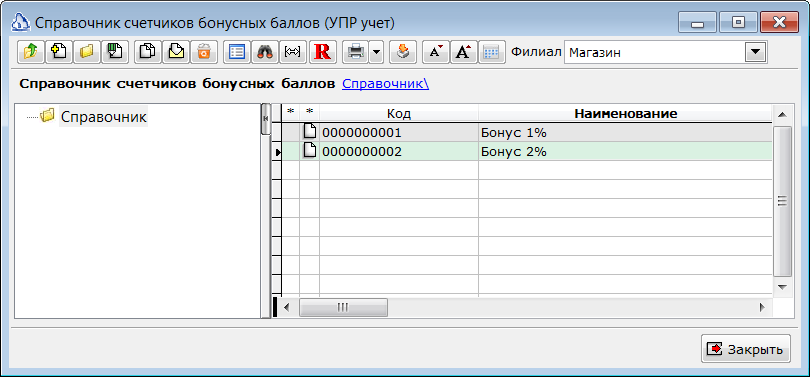 Справочник счетчиков бонусных баллов (УПР учет)
R Филиал Магазин
Справочник счетчиков бонусных баллов Справочник\
Справочник
* * Код Наименование
0000000001 Бонус 1%
0000000002 Бонус 2%
Закрыть